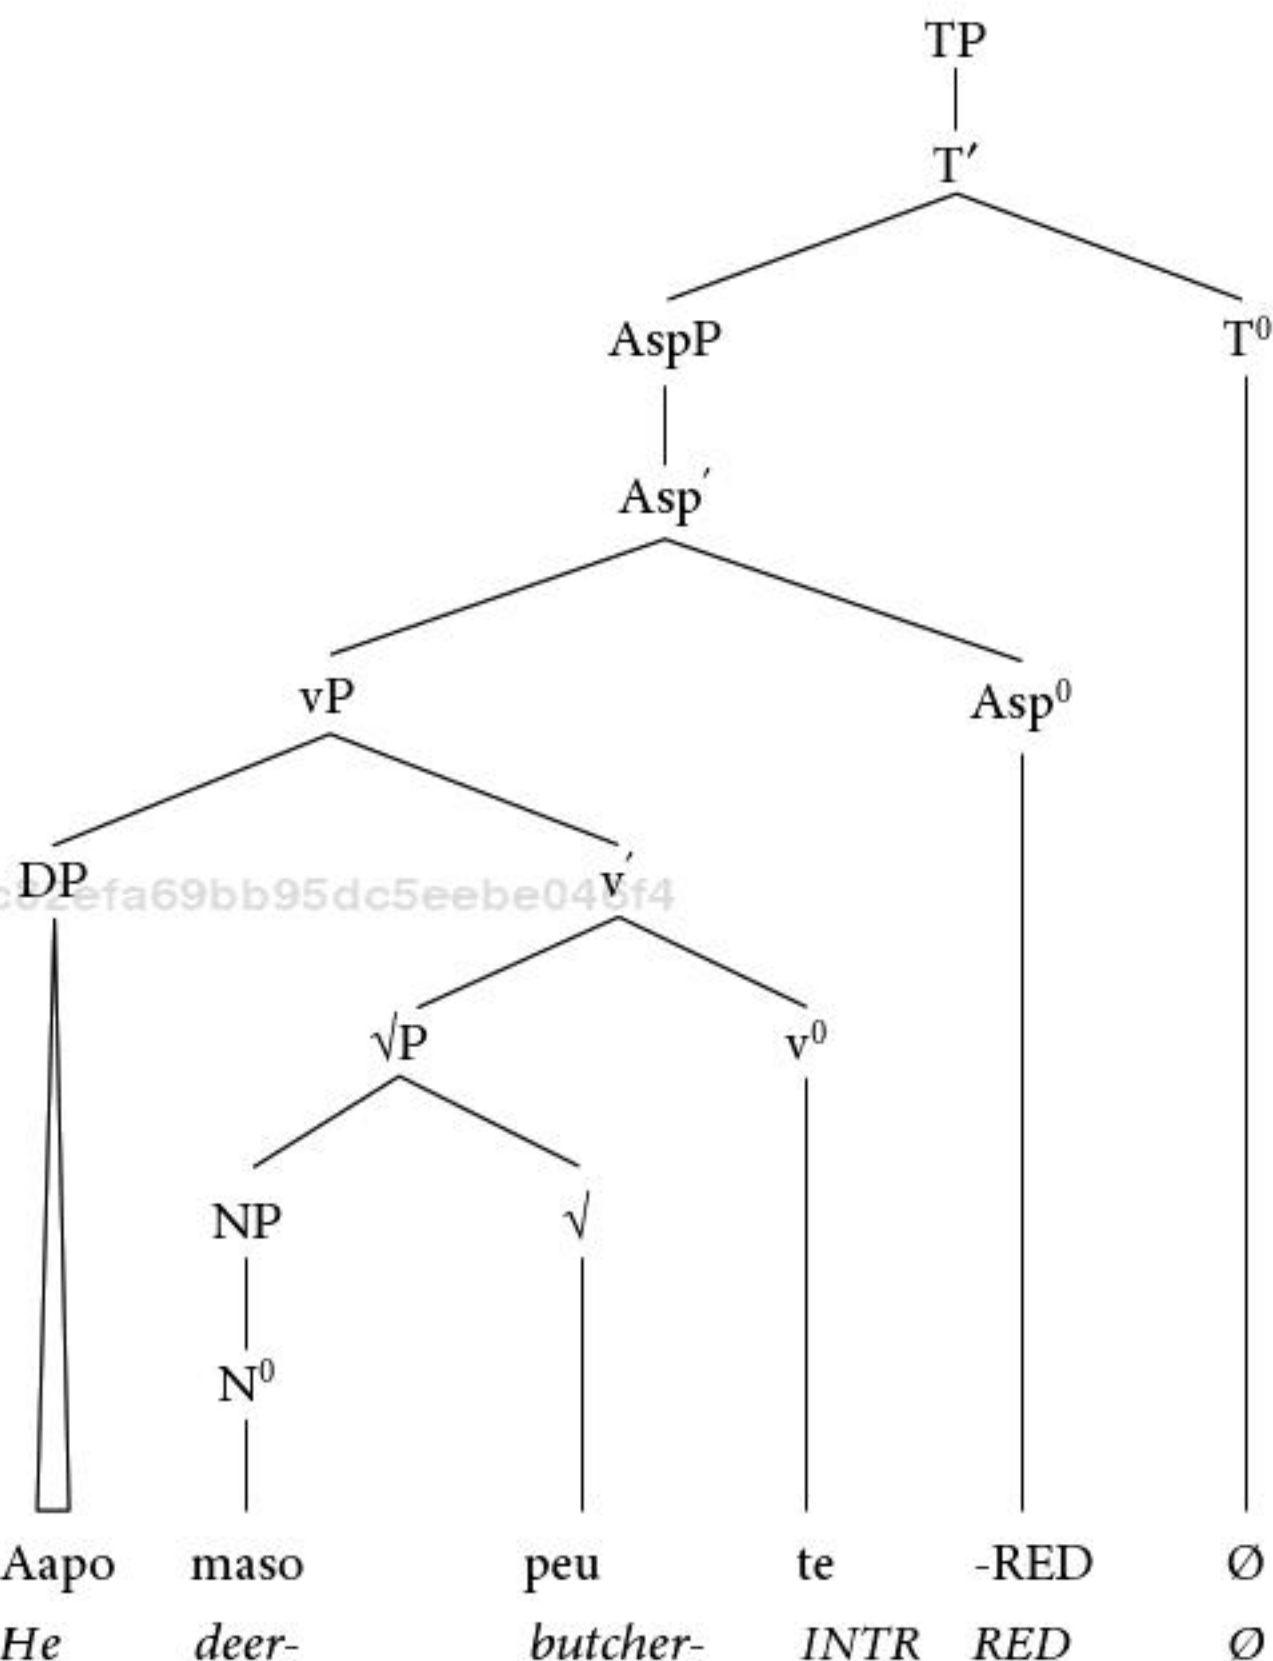 TP
T′
AspP T⁰
Asp′
vP Asp⁰
DP v′
efa69bb95dc5eebe04
√P v⁰
NP √
N⁰
Aapo maso peu te -RED Ø
He deer- butcher- INTR RED Ø